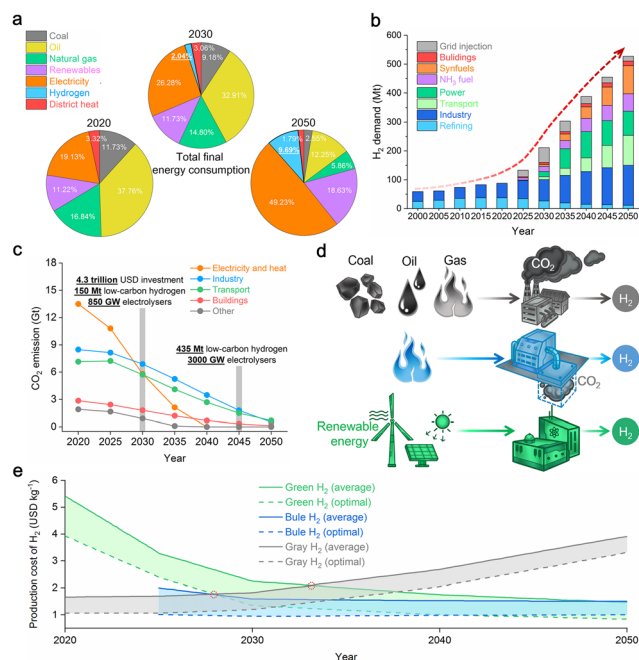 a
2030
Coal
Oil
Natural gas
Renewables
Electricity
Hydrogen
District heat
2.04%
3.06%
9.18%
26.28%
32.91%
11.73%
14.80%
2020
3.32%
11.73%
19.13%
11.22%
37.76%
16.84%
Total final
energy consumption
2050
1.79%
2.55%
9.69%
12.25%
5.86%
18.63%
49.23%
b
H2 demand (Mt)
600
500
400
300
200
100
0
Grid injection
Bulidings
Synfuels
NH3 fuel
Power
Transport
Industry
Refining
2000 2005 2010 2015 2020 2025 2030 2035 2040 2045 2050
Year
c
CO2 emission (Gt)
18
15
12
9
6
3
0
Electricity and heat
Industry
Transport
Buildings
Other
4.3 trillion USD investment
150 Mt low-carbon hydrogen
850 GW electrolysers
435 Mt low-carbon hydrogen
3000 GW electrolysers
2020 2025 2030 2035 2040 2045 2050
Year
d
Coal
Oil
Gas
CO2
H2
H2
CO2
Renewable
energy
H2
e
Production cost of H2 (USD kg-1)
6
5
4
3
2
1
Green H2 (average)
Green H2 (optimal)
Bule H2 (average)
Bule H2 (optimal)
Gray H2 (average)
Gray H2 (optimal)
2020 2030 2040 2050
Year